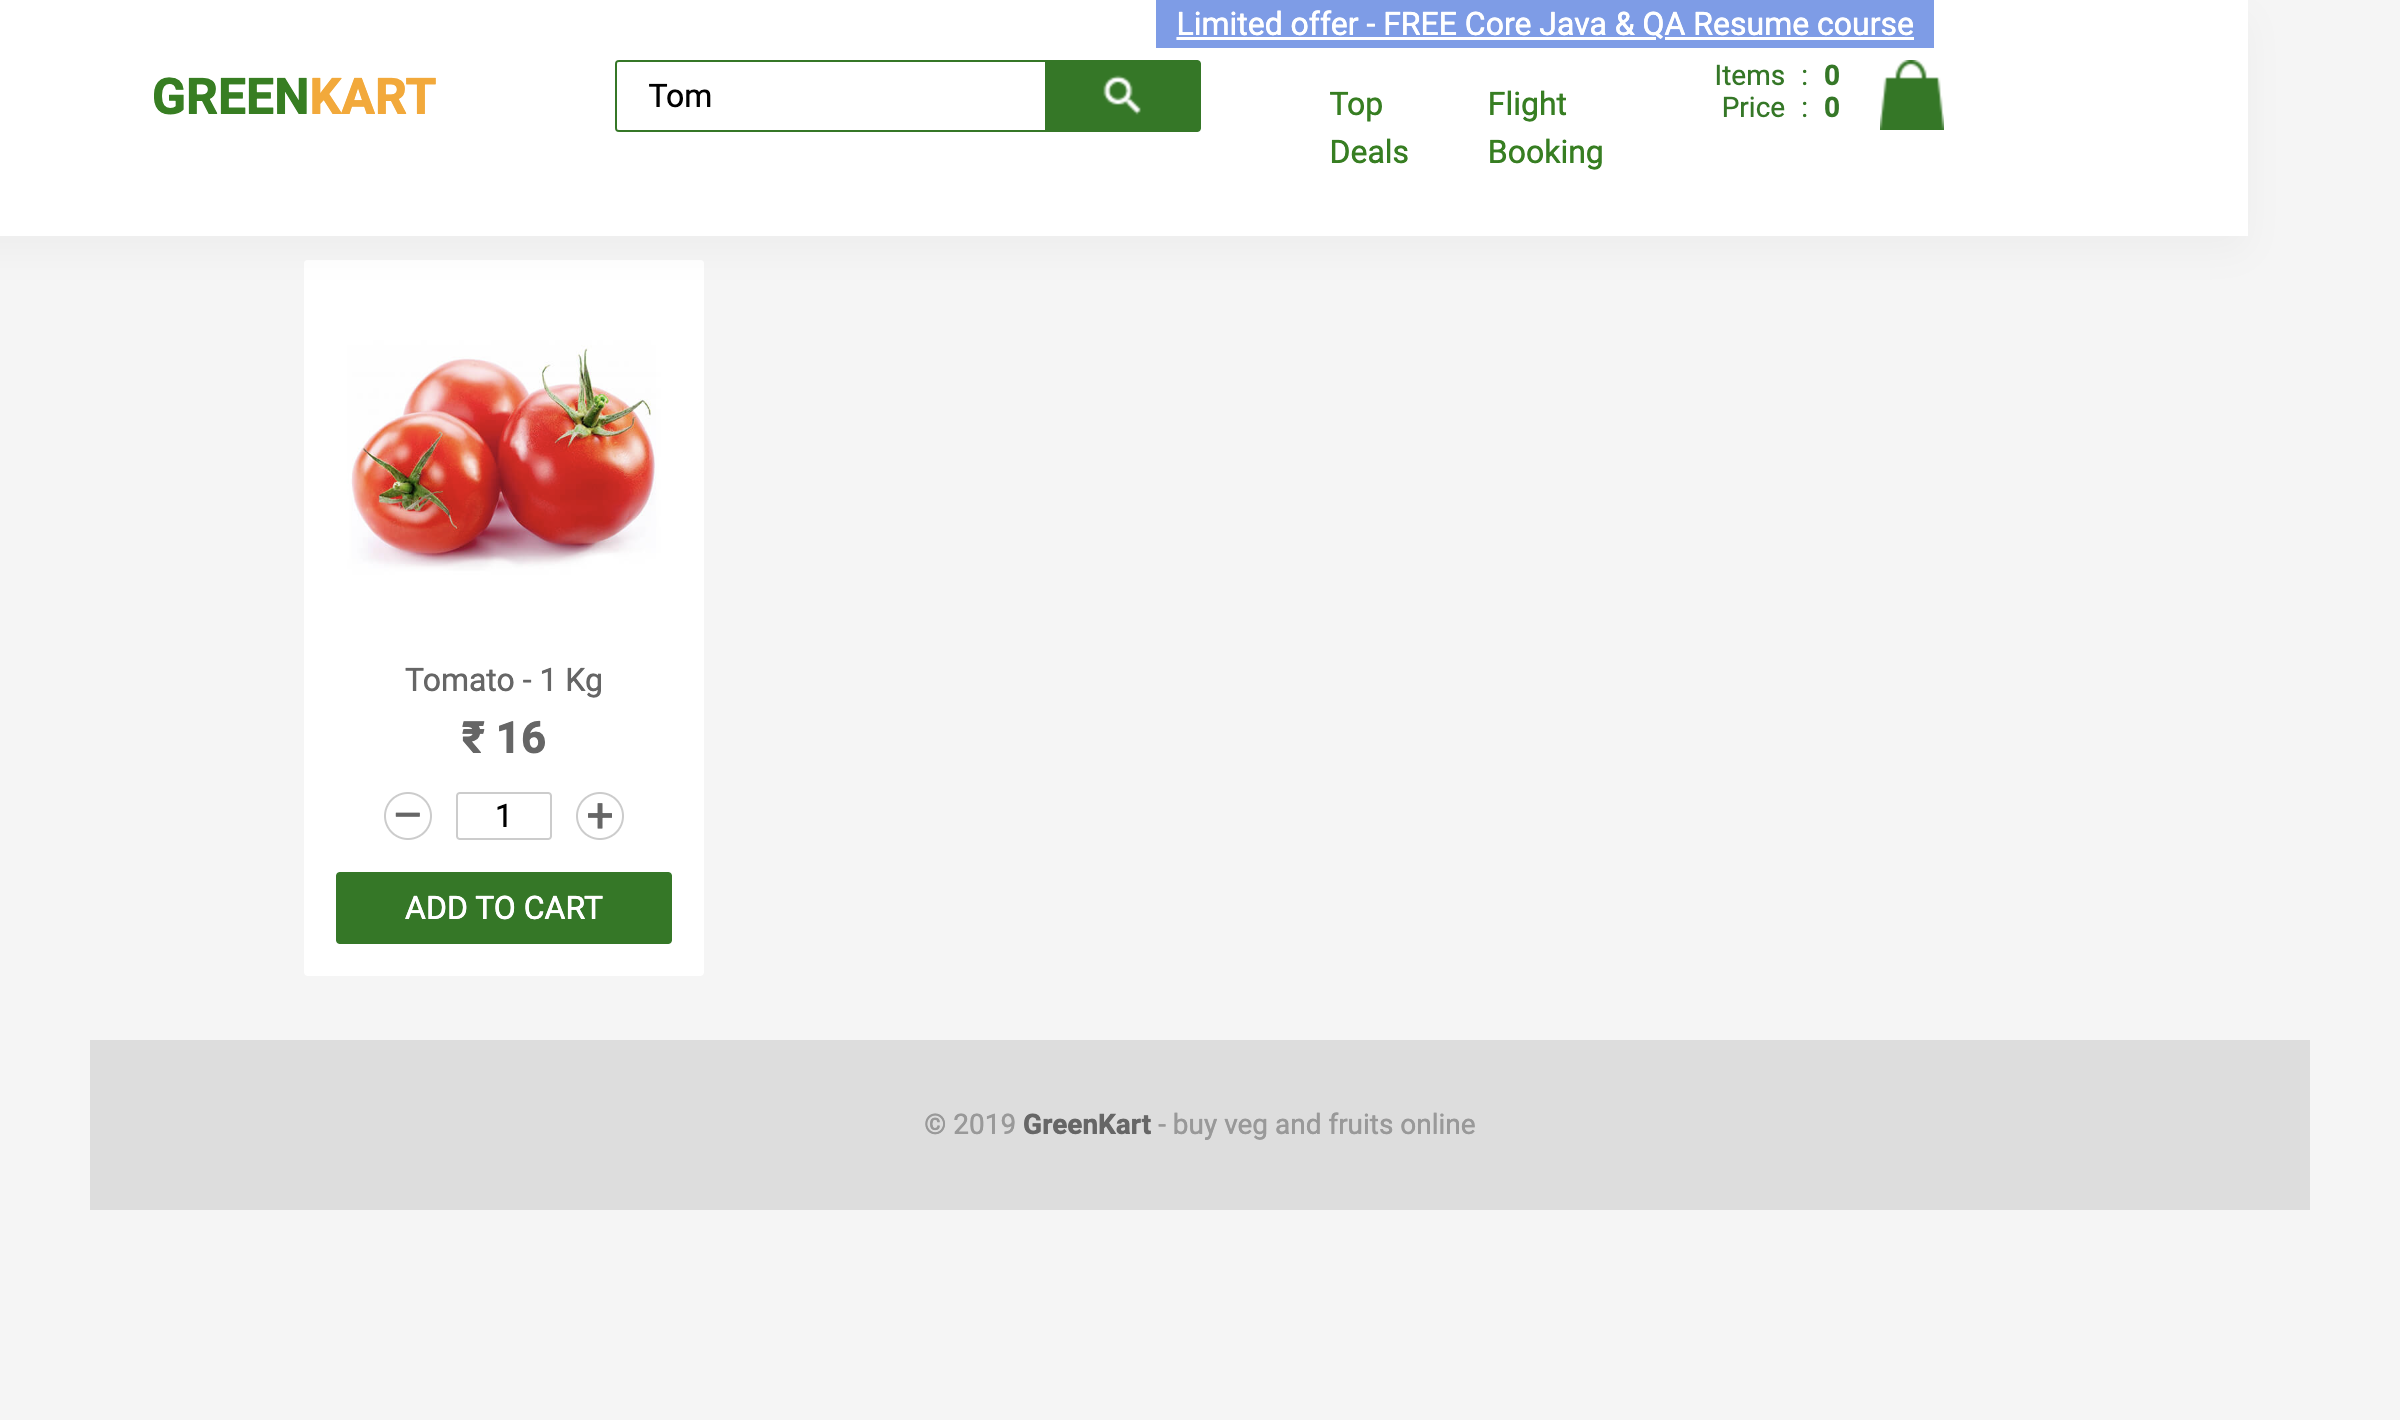 Limited offer - FREE Core Java & QA Resume course
GREENKART
Tom
Top Deals
Flight Booking
Items : 0
Price : 0
Tomato - 1 Kg
₹ 16
1
ADD TO CART
© 2019 GreenKart - buy veg and fruits online